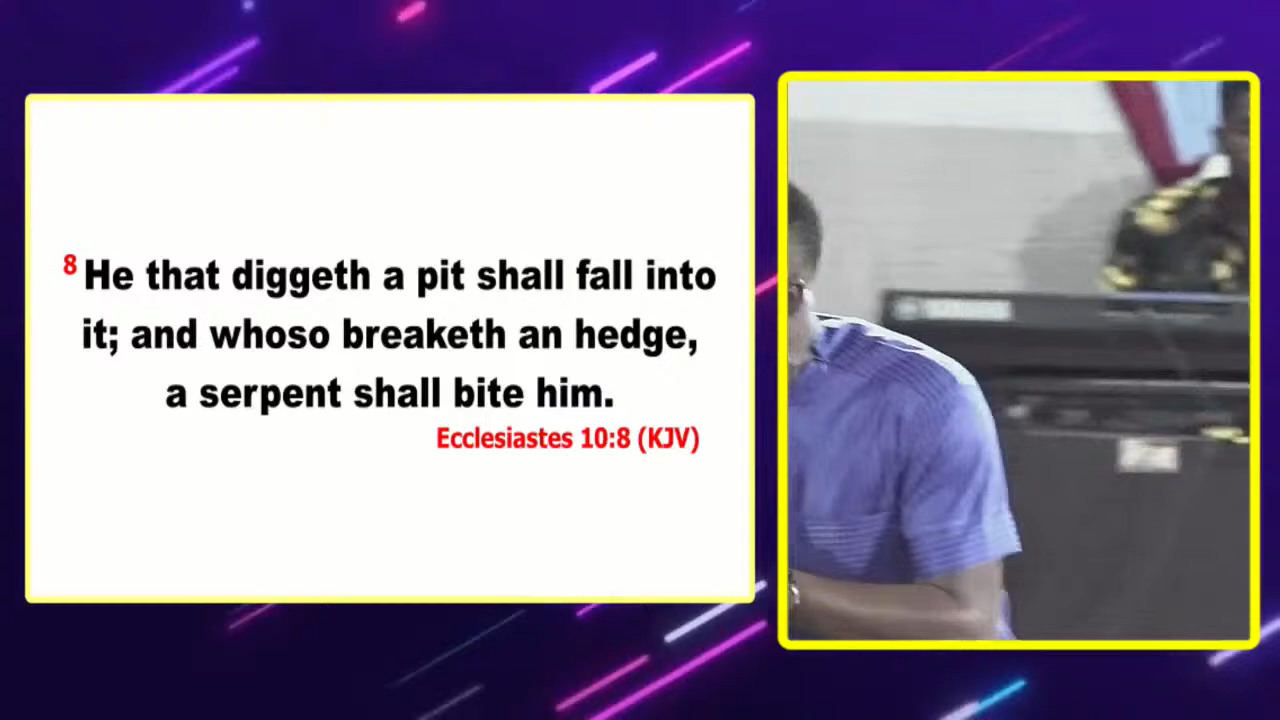 8 He that diggeth a pit shall fall into
it; and whoso breaketh an hedge,
a serpent shall bite him.
Ecclesiastes 10:8 (KJV)